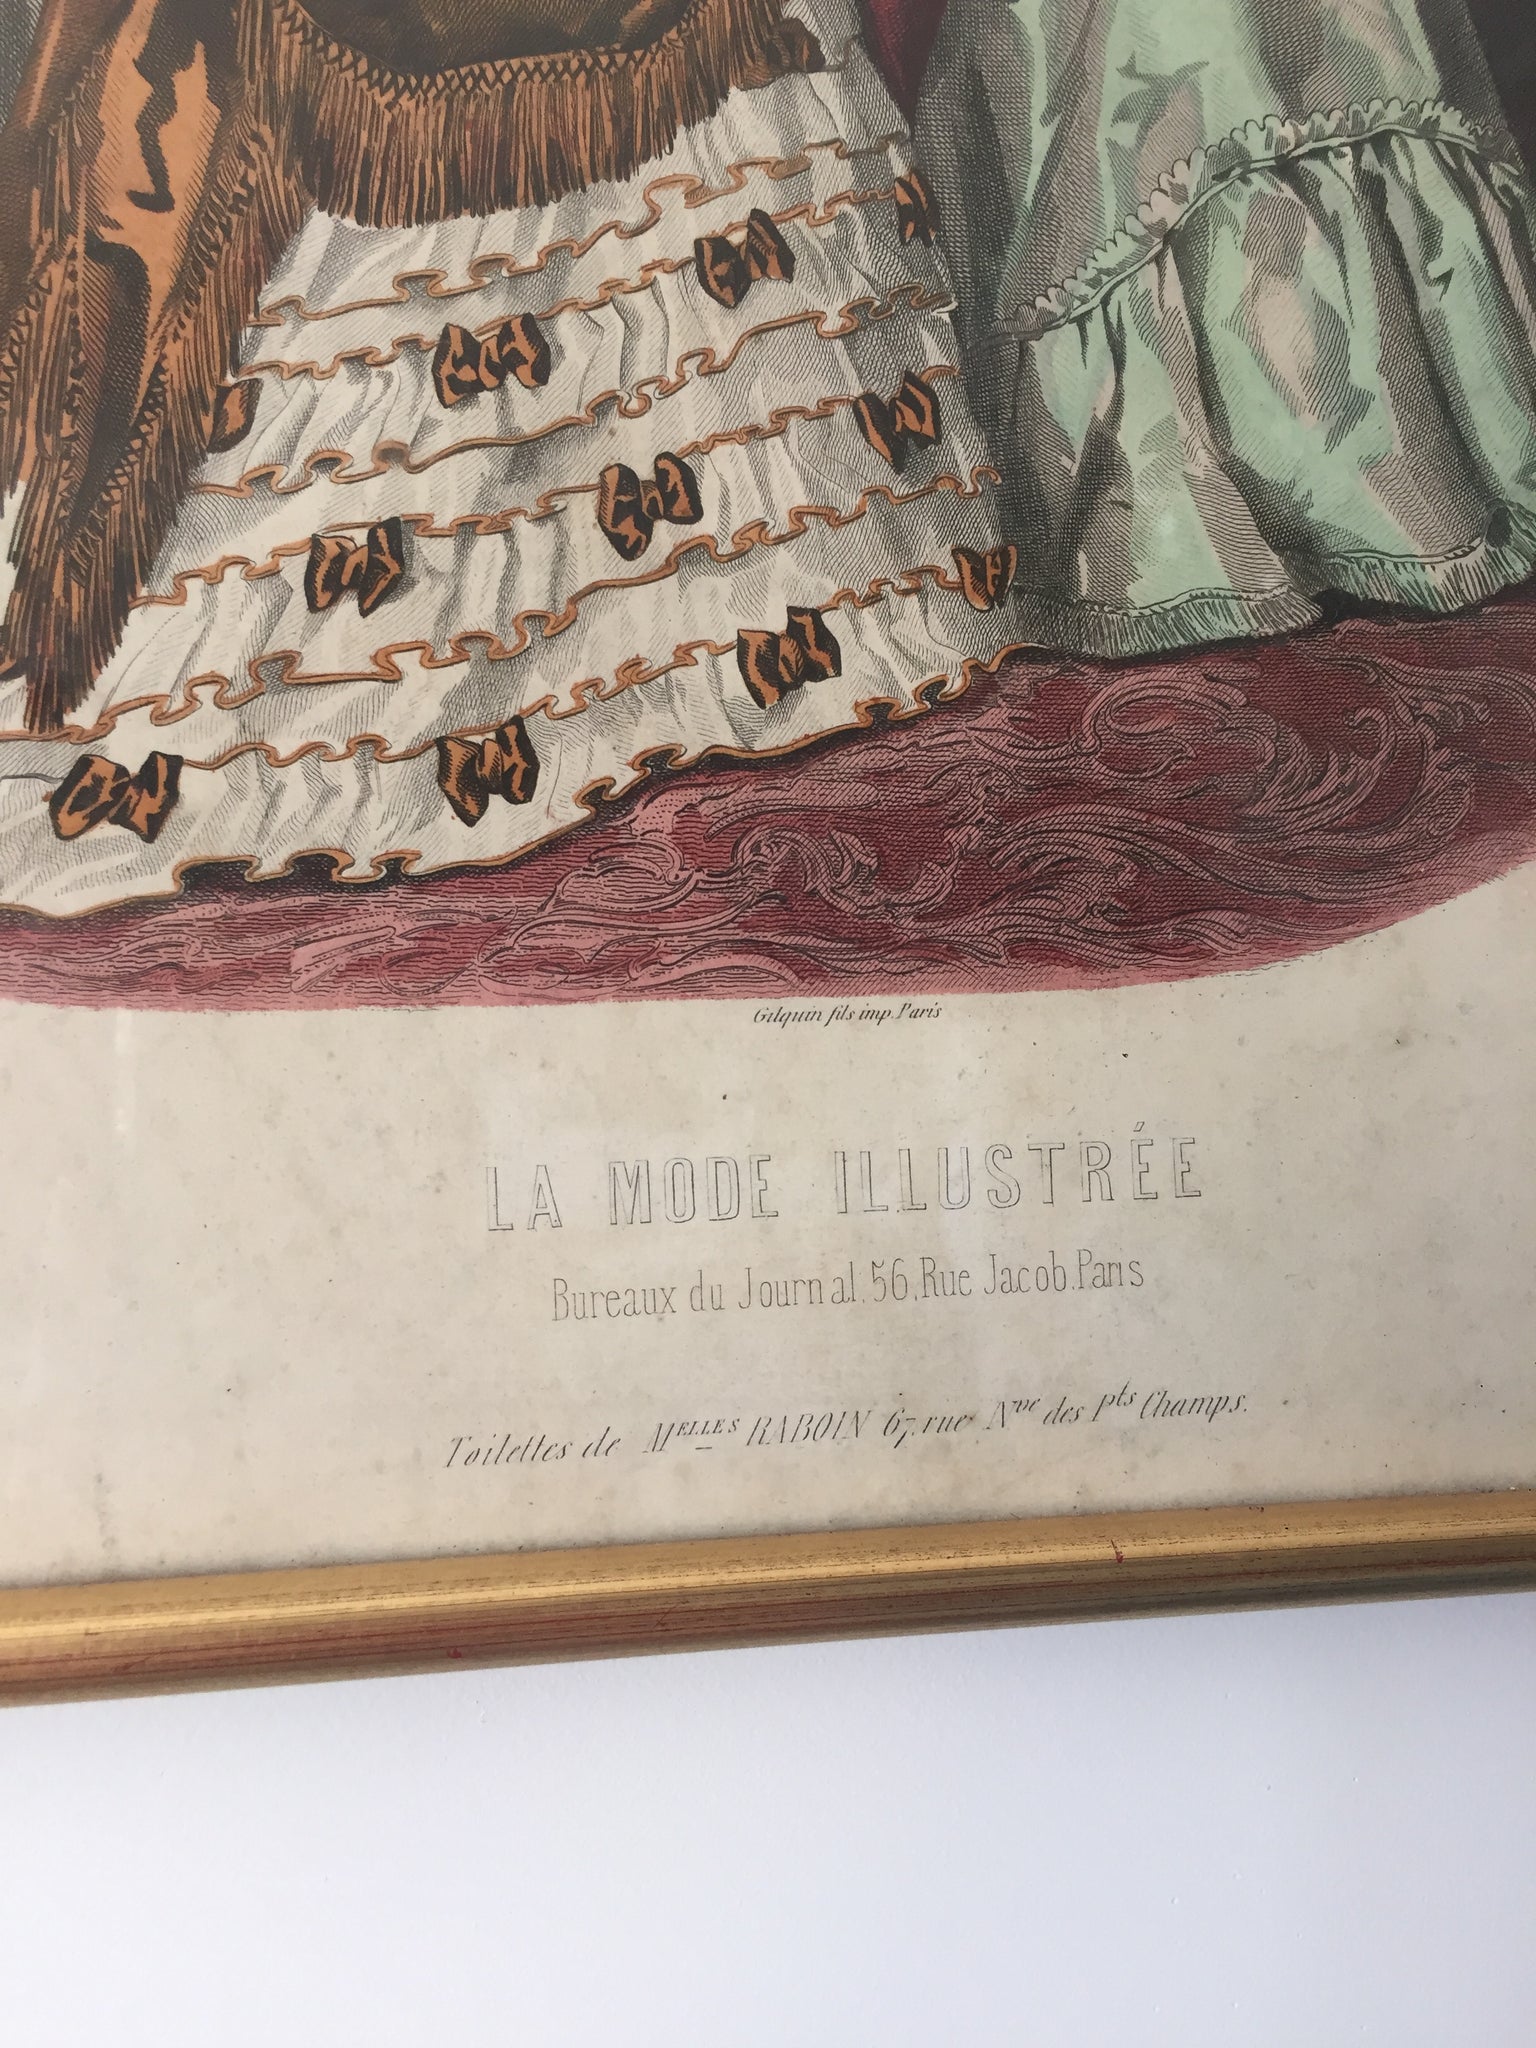 Gilquin fils imp. Paris
LA MODE ILLUSTRÉE
Bureaux du Journal, 56, Rue Jacob, Paris
Toilettes de Melles RABOIN 67, rue Nve des Pts Champs.